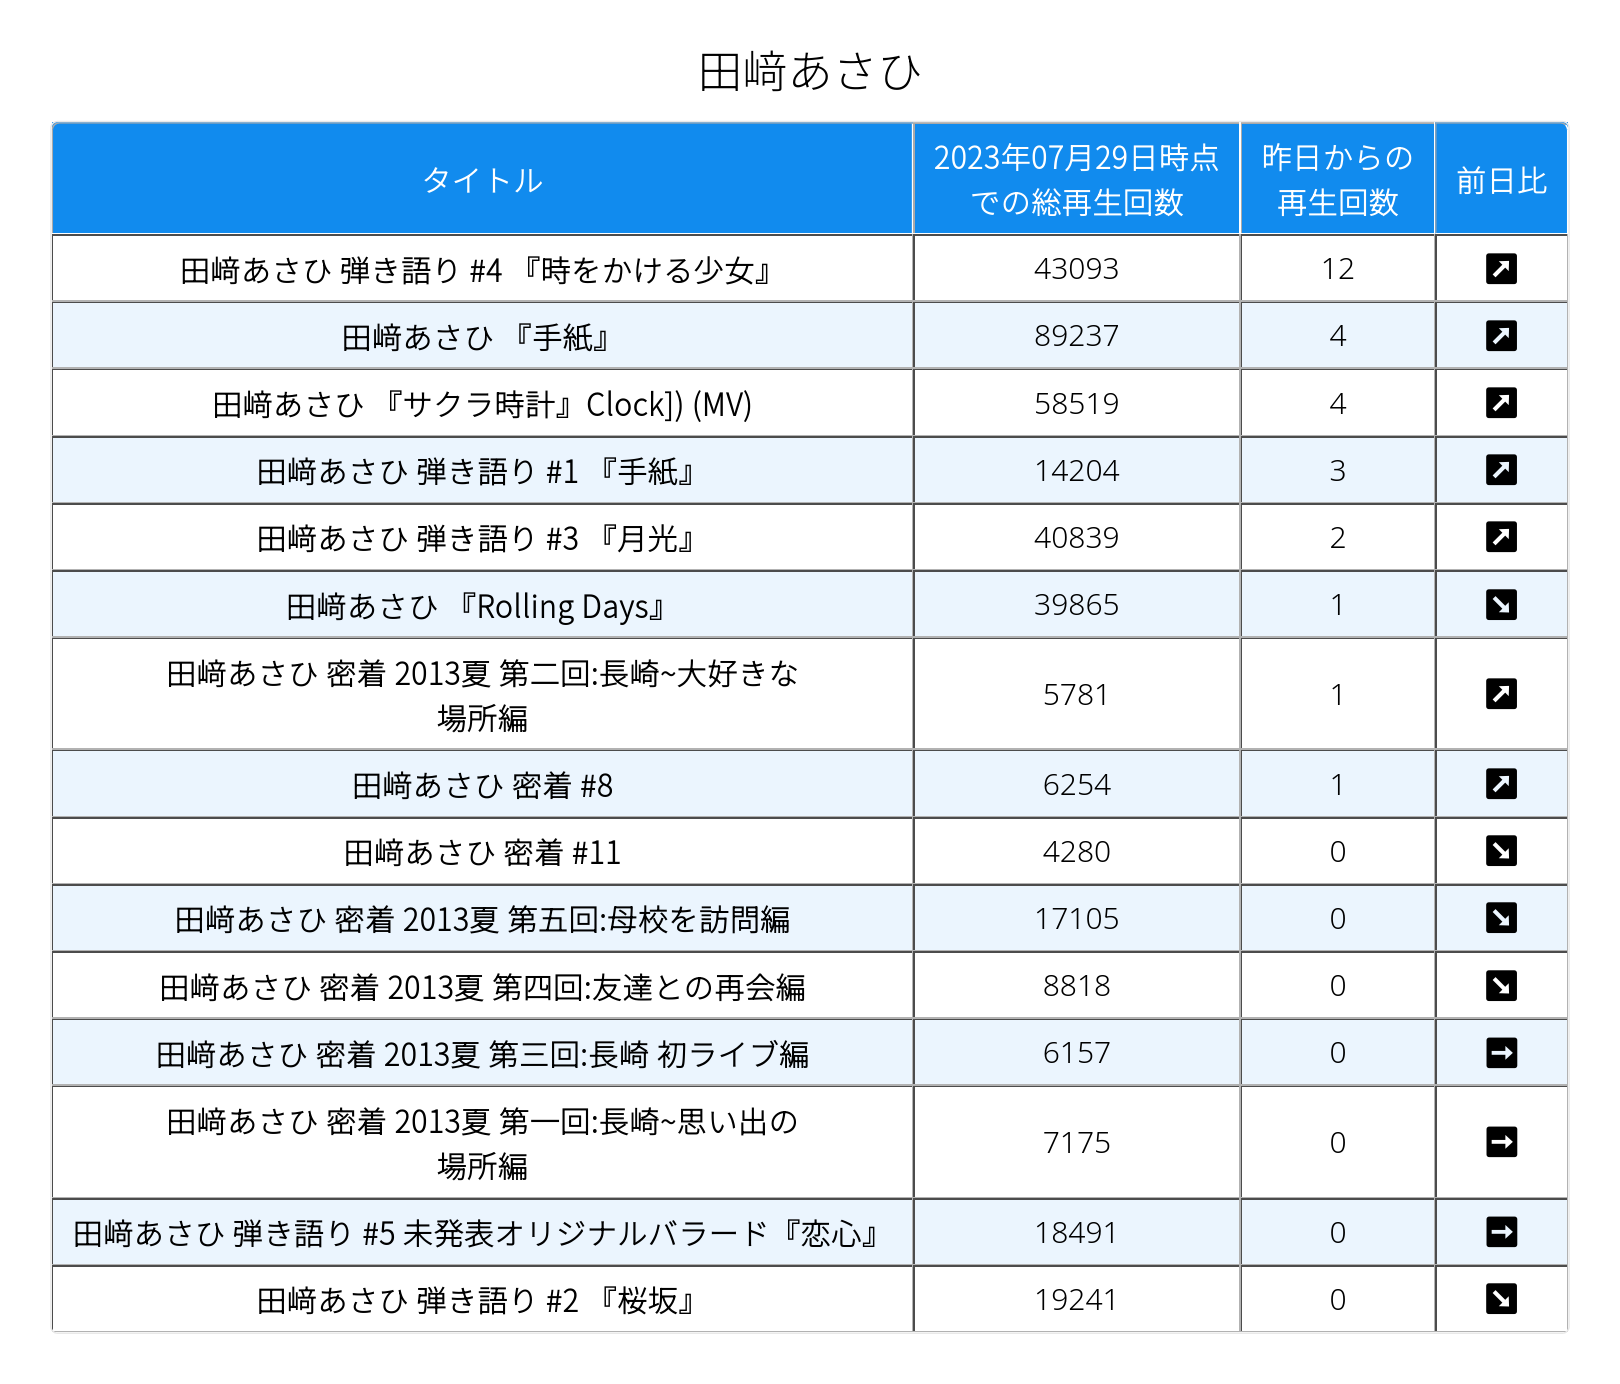 田﨑あさひ
タイトル
2023年07月29日時点
での総再生回数
昨日からの
再生回数
前日比
田﨑あさひ 弾き語り #4 『時をかける少女』 43093 12
田﨑あさひ 『手紙』 89237 4
田﨑あさひ 『サクラ時計』Clock]) (MV) 58519 4
田﨑あさひ 弾き語り #1 『手紙』 14204 3
田﨑あさひ 弾き語り #3 『月光』 40839 2
田﨑あさひ 『Rolling Days』 39865 1
田﨑あさひ 密着 2013夏 第二回:長崎~大好きな
場所編 5781 1
田﨑あさひ 密着 #8 6254 1
田﨑あさひ 密着 #11 4280 0
田﨑あさひ 密着 2013夏 第五回:母校を訪問編 17105 0
田﨑あさひ 密着 2013夏 第四回:友達との再会編 8818 0
田﨑あさひ 密着 2013夏 第三回:長崎 初ライブ編 6157 0
田﨑あさひ 密着 2013夏 第一回:長崎~思い出の
場所編 7175 0
田﨑あさひ 弾き語り #5 未発表オリジナルバラード『恋心』 18491 0
田﨑あさひ 弾き語り #2 『桜坂』 19241 0